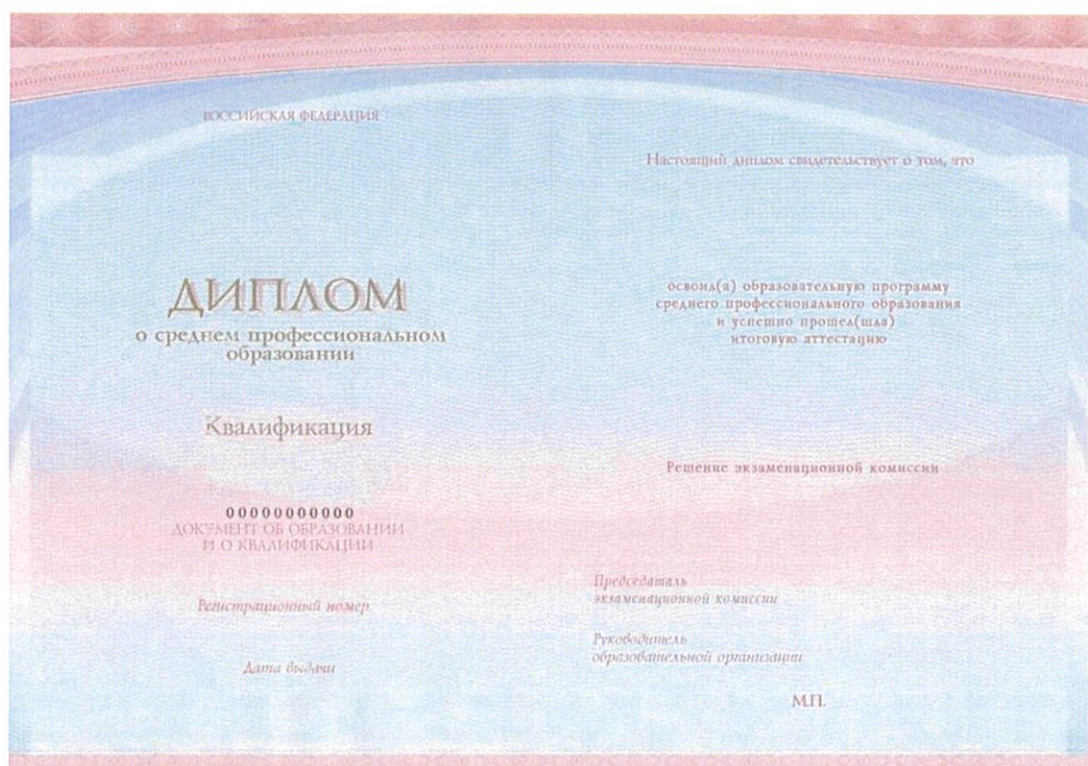 РОССИЙСКАЯ ФЕДЕРАЦИЯ
ДИПЛОМ
о среднем профессиональном
образовании
Квалификация
00000000000
ДОКУМЕНТ ОБ ОБРАЗОВАНИИ
И О КВАЛИФИКАЦИИ
Регистрационный номер
Дата выдачи
Настоящий диплом свидетельствует о том, что
освоил(а) образовательную программу
среднего профессионального образования
и успешно прошел(шла)
итоговую аттестацию
Решение экзаменационной комиссии
Председатель
экзаменационной комиссии
Руководитель
образовательной организации
М.П.